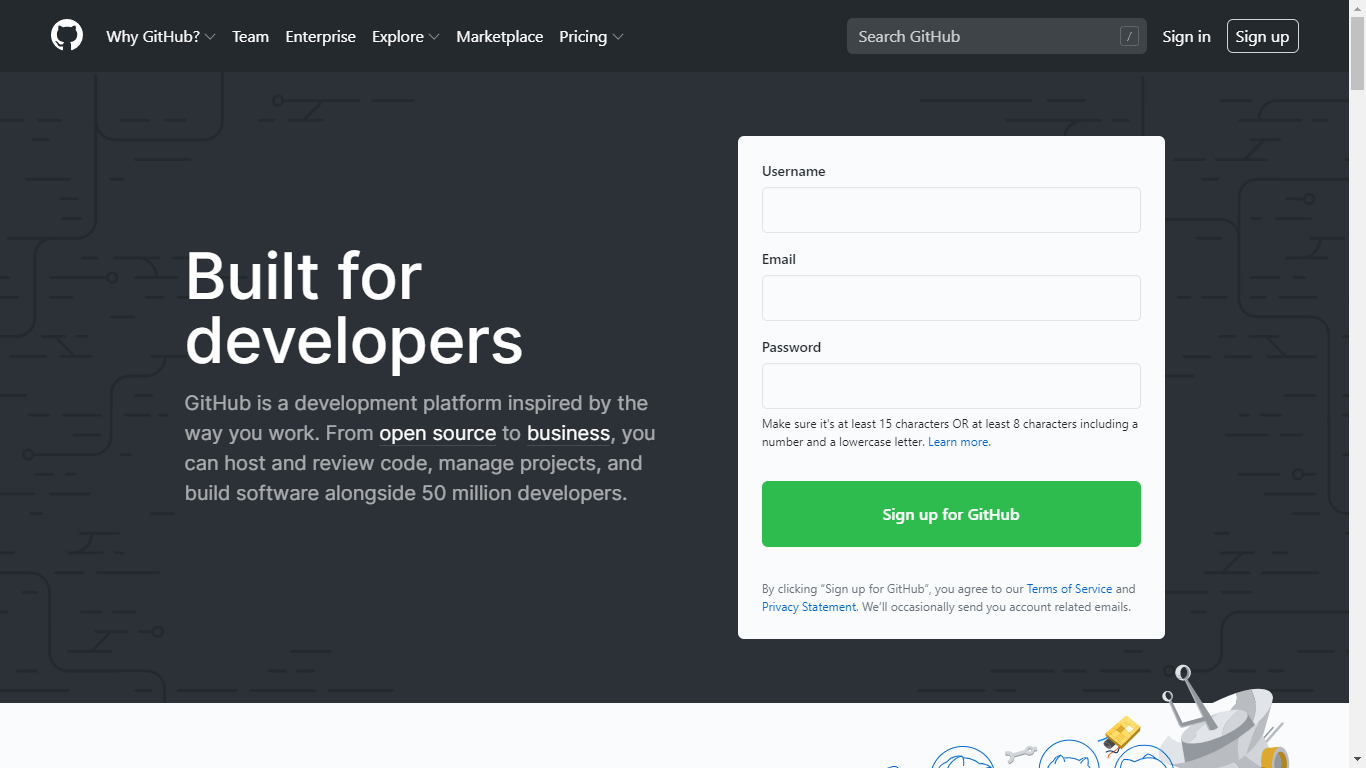 Why GitHub? Team Enterprise Explore Marketplace Pricing Search GitHub / Sign in Sign up
Built for
developers
GitHub is a development platform inspired by the
way you work. From open source to business, you
can host and review code, manage projects, and
build software alongside 50 million developers.
Username
Email
Password
Make sure it's at least 15 characters OR at least 8 characters including a
number and a lowercase letter. Learn more.
Sign up for GitHub
By clicking “Sign up for GitHub”, you agree to our Terms of Service and
Privacy Statement. We’ll occasionally send you account related emails.